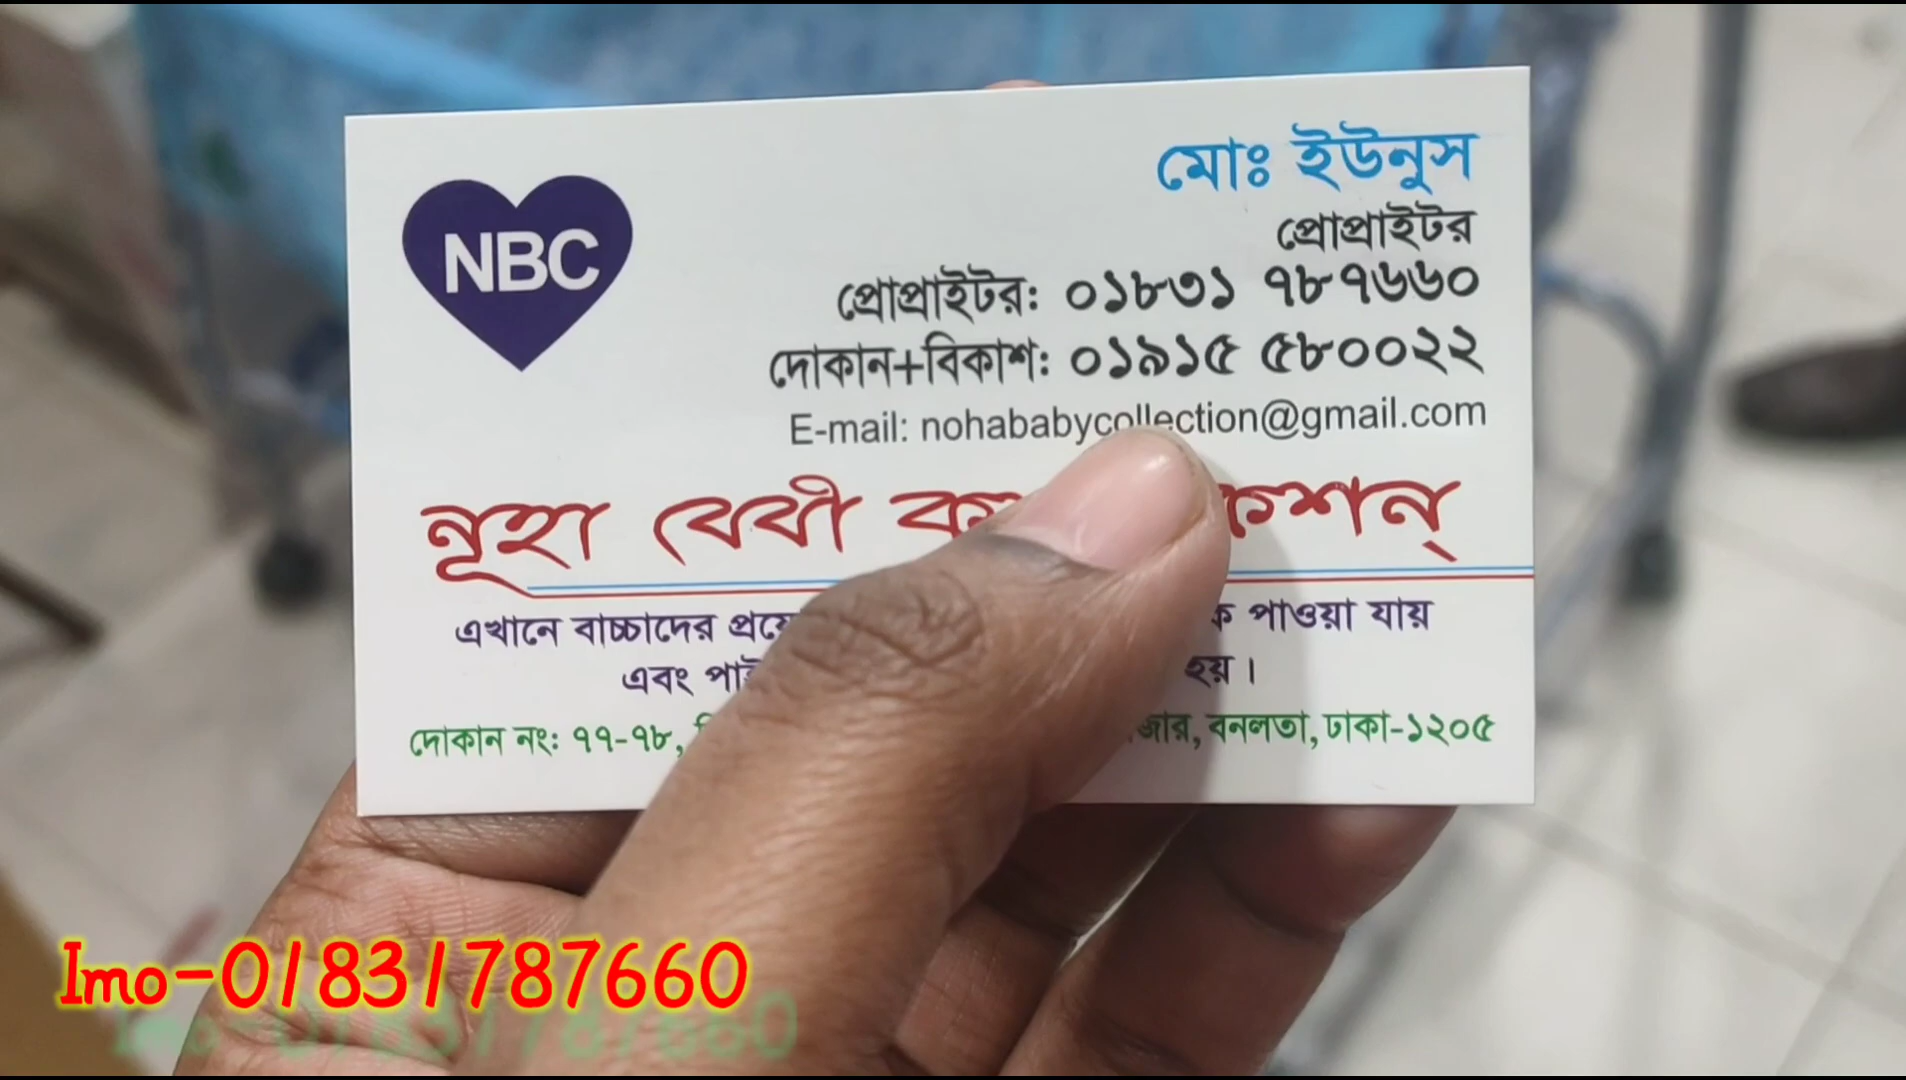 NBC
মোঃ ইউনুস
প্রোপ্রাইটর
প্রোপ্রাইটর: ০১৮৩১ ৭৮৭৬৬০
দোকান+বিকাশ: ০১৯১৫ ৫৮০০২২
E-mail: nohababycollection@gmail.com
নূহা বেবী
এখানে বাচ্চাদের পাওয়া যায়
এবং হয়।
দোকান নং: ৭৭-৭৮, বনলতা, ঢাকা-১২০৫
Imo-01831787660